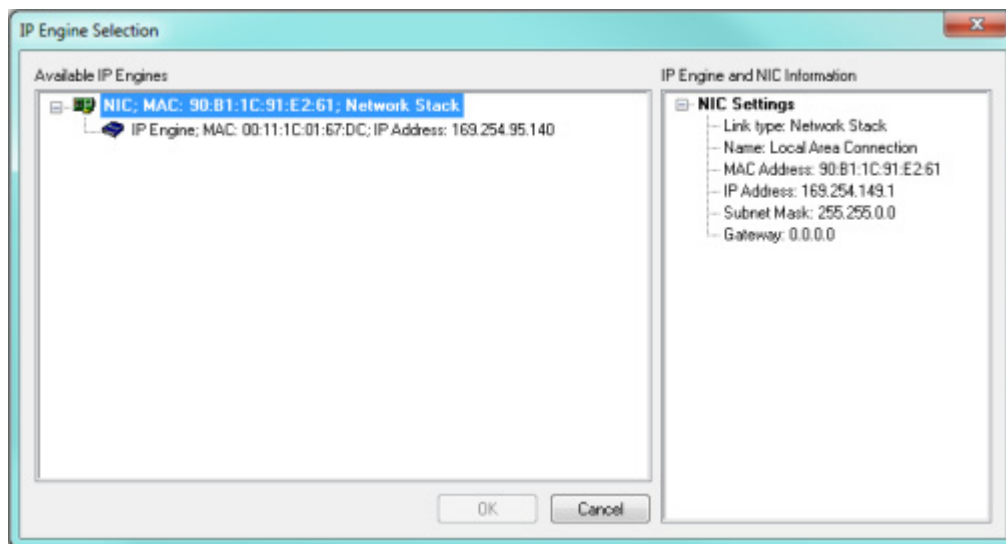 IP Engine Selection
Available IP Engines
NIC; MAC: 90:B1:1C:91:E2:61; Network Stack
IP Engine; MAC: 00:11:1C:01:67:DC; IP Address: 169.254.95.140
OK
Cancel
IP Engine and NIC Information
NIC Settings
Link type: Network Stack
Name: Local Area Connection
MAC Address: 90:B1:1C:91:E2:61
IP Address: 169.254.149.1
Subnet Mask: 255.255.0.0
Gateway: 0.0.0.0